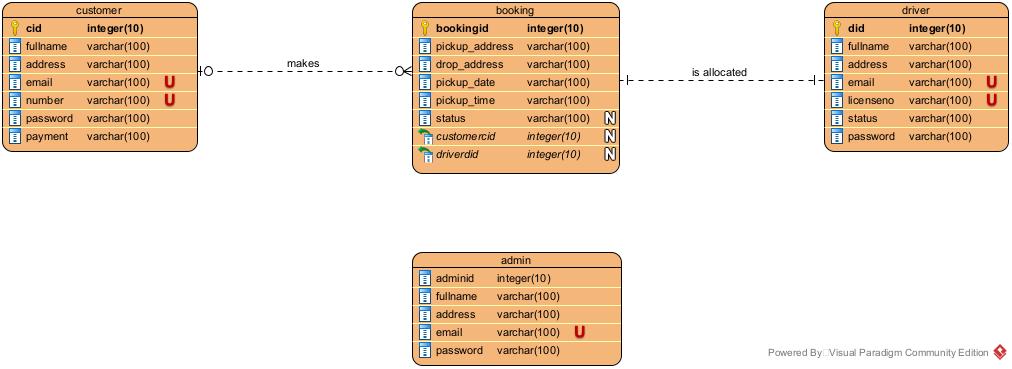 customer
cid integer(10)
fullname varchar(100)
address varchar(100)
email varchar(100) U
number varchar(100) U
password varchar(100)
payment varchar(100)
makes
booking
bookingid integer(10)
pickup_address varchar(100)
drop_address varchar(100)
pickup_date varchar(100)
pickup_time varchar(100)
status varchar(100) N
customercid integer(10) N
driverdid integer(10) N
is allocated
driver
did integer(10)
fullname varchar(100)
address varchar(100)
email varchar(100) U
licenseno varchar(100) U
status varchar(100)
password varchar(100)
admin
adminid integer(10)
fullname varchar(100)
address varchar(100)
email varchar(100) U
password varchar(100)
Powered By Visual Paradigm Community Edition